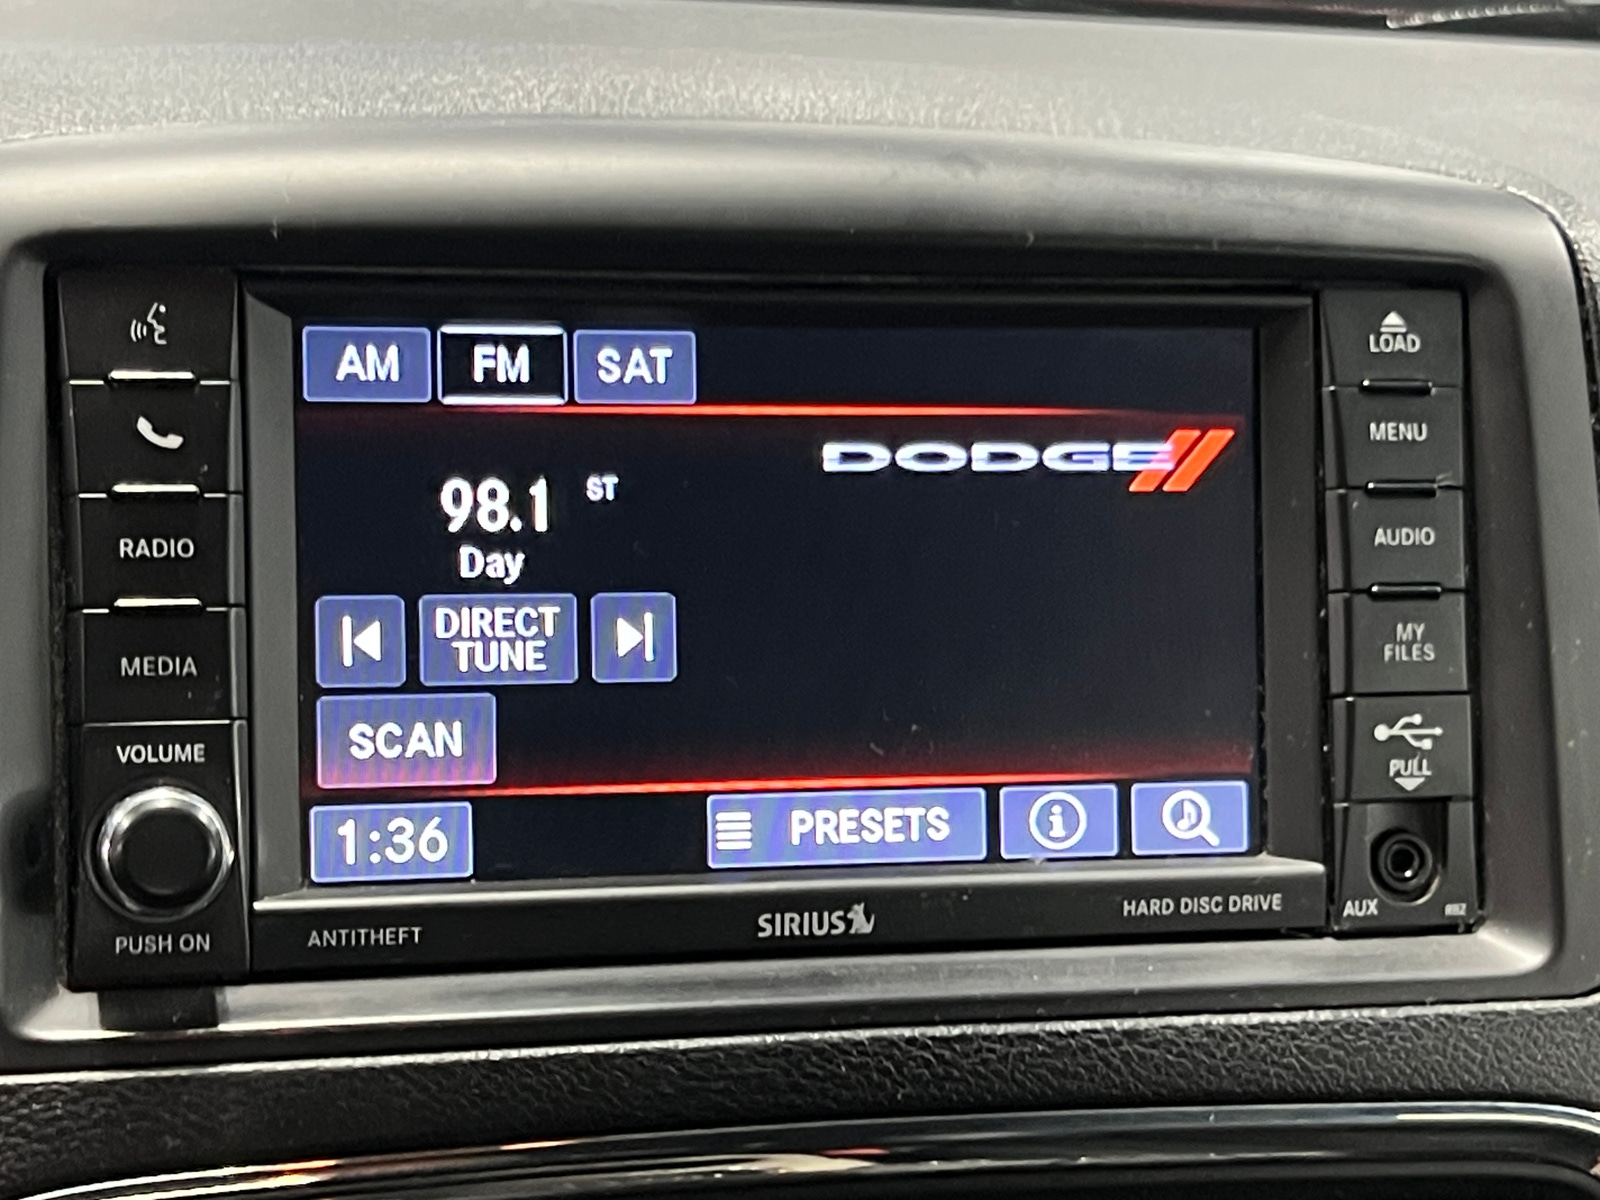 AM FM SAT
DODGE
98.1 ST
Day
DIRECT
TUNE
SCAN
1:36
PRESETS
i
RADIO
MEDIA
VOLUME
PUSH ON
ANTITHEFT
SIRIUS
HARD DISC DRIVE
LOAD
MENU
AUDIO
MY
FILES
PULL
AUX